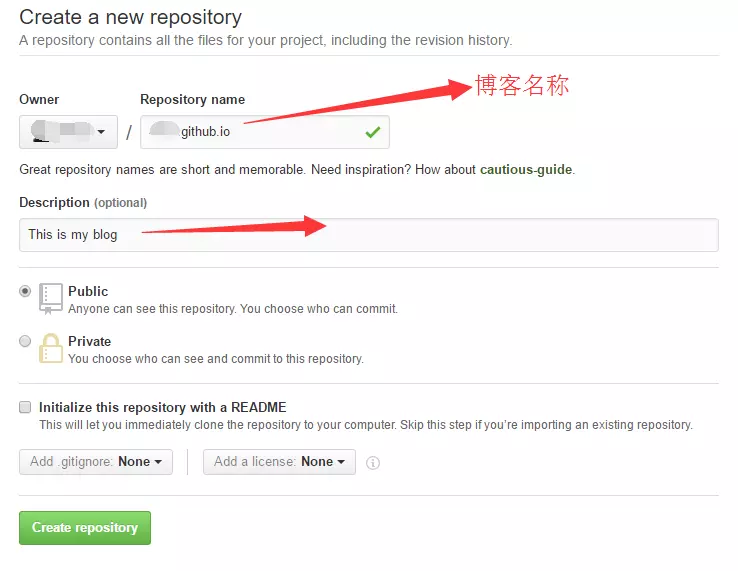 Create a new repository
A repository contains all the files for your project, including the revision history.
博客名称
Owner Repository name
/ github.io
Great repository names are short and memorable. Need inspiration? How about cautious-guide.
Description (optional)
This is my blog
Public
Anyone can see this repository. You choose who can commit.
Private
You choose who can see and commit to this repository.
Initialize this repository with a README
This will let you immediately clone the repository to your computer. Skip this step if you’re importing an existing repository.
Add .gitignore: None Add a license: None
Create repository